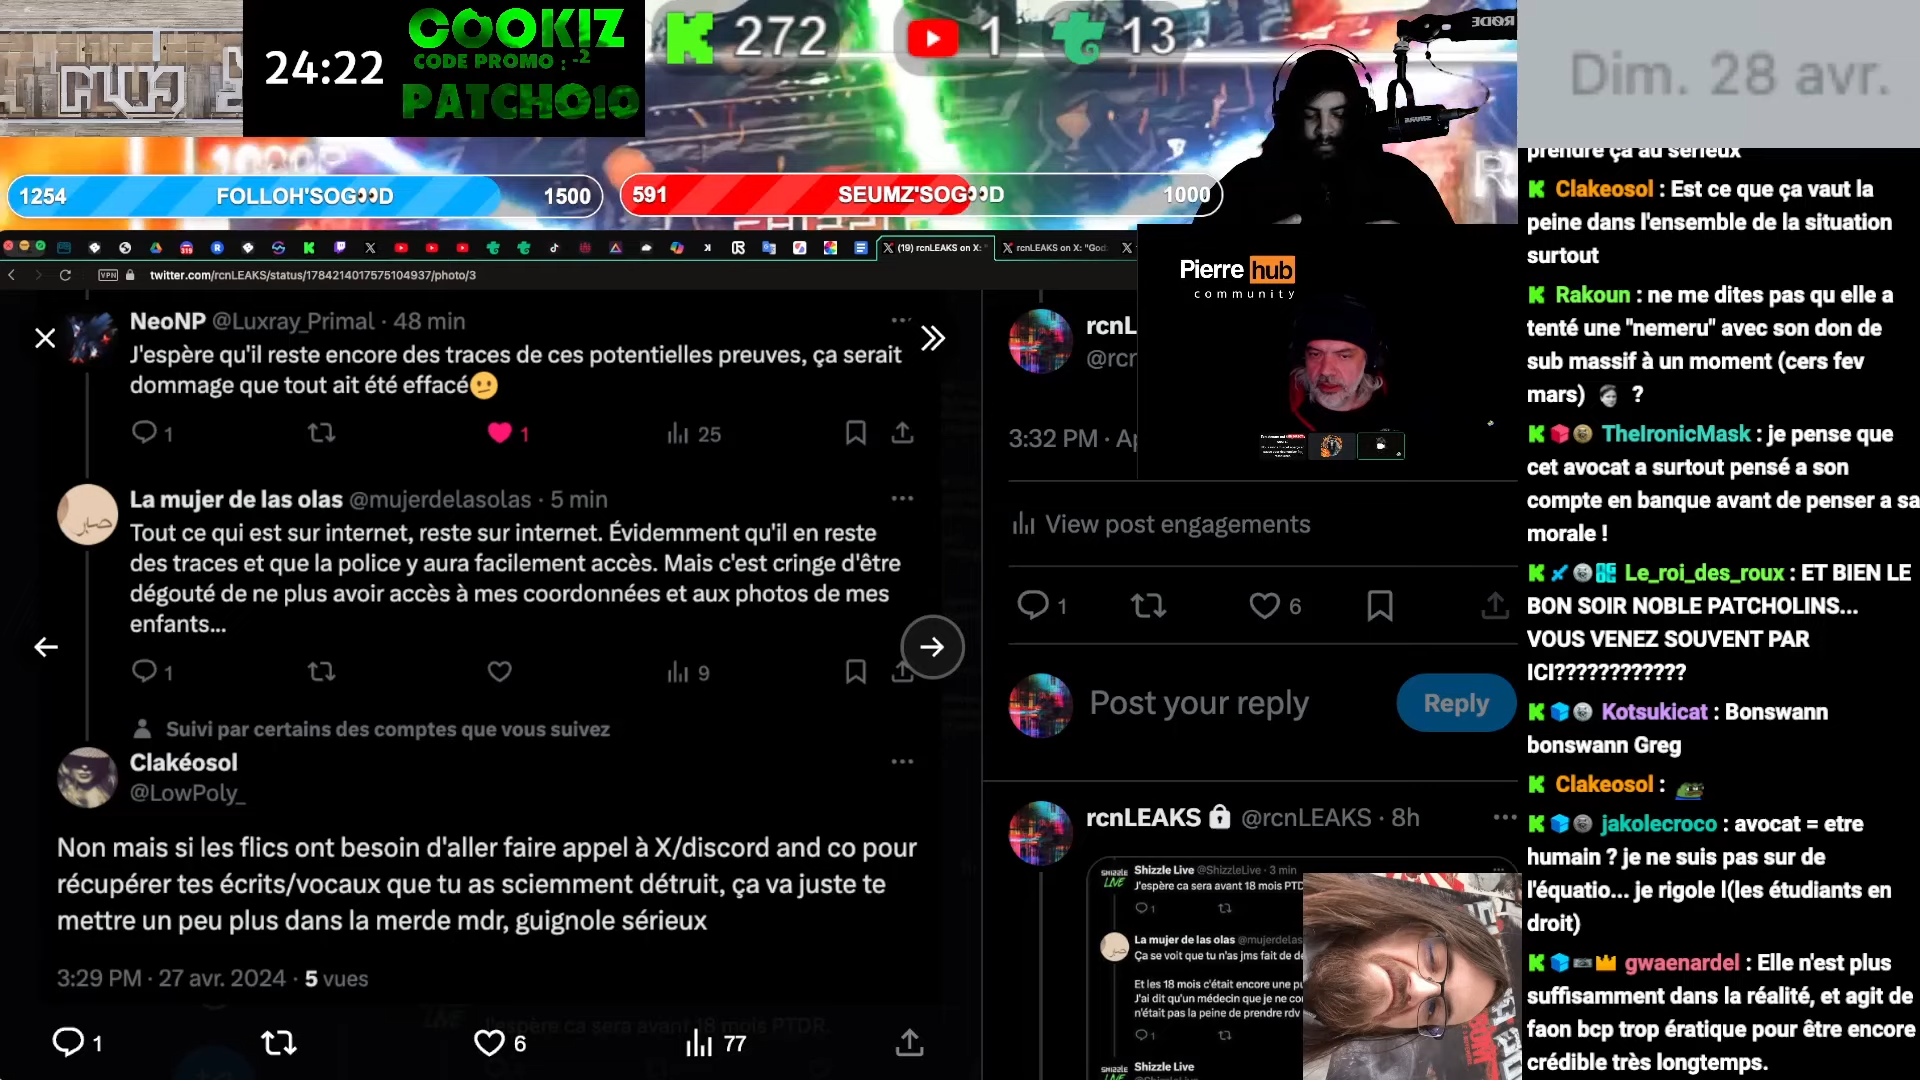 24:22
COOKIZ
CODE PROMO : -2
PATCHO10
272
1
13
RØDE
Dim. 28 avr.
1254
FOLLOH'SOG👀D
1500
591
SEUMZ'SOG👀D
1000
(19) rcnLEAKS on X: "
rcnLEAKS on X: "God
VPN
twitter.com/rcnLEAKS/status/1784214017575104937/photo/3
NeoNP @Luxray_Primal · 48 min
J'espère qu'il reste encore des traces de ces potentielles preuves, ça serait
dommage que tout ait été effacé🫤
1
1
25
La mujer de las olas @mujerdelasolas · 5 min
Tout ce qui est sur internet, reste sur internet. Évidemment qu'il en reste
des traces et que la police y aura facilement accès. Mais c'est cringe d'être
dégouté de ne plus avoir accès à mes coordonnées et aux photos de mes
enfants...
1
9
Suivi par certains des comptes que vous suivez
Clakéosol
@LowPoly_
Non mais si les flics ont besoin d'aller faire appel à X/discord and co pour
récupérer tes écrits/vocaux que tu as sciemment détruit, ça va juste te
mettre un peu plus dans la merde mdr, guignole sérieux
3:29 PM · 27 avr. 2024 · 5 vues
1
6
77
rcnL
@rcr
3:32 PM · Ap
View post engagements
1
6
Post your reply
Reply
rcnLEAKS @rcnLEAKS · 8h
Shizzle Live @ShizzleLive · 3 min
J'espère ca sera avant 18 mois PTD
1
La mujer de las olas @mujerdelas
Ça se voit que tu n'as jms fait de de
Et les 18 mois c'était encore une pu
J'ai dit qu'un médecin que je ne co
n'était pas la peine de prendre rdv
1
Shizzle Live
Pierre hub
community
prendre ça au sérieux
Clakeosol : Est ce que ça vaut la
peine dans l'ensemble de la situation
surtout
Rakoun : ne me dites pas qu elle a
tenté une "nemeru" avec son don de
sub massif à un moment (cers fev
mars) ?
TheIronicMask : je pense que
cet avocat a surtout pensé a son
compte en banque avant de penser a sa
morale !
Le_roi_des_roux : ET BIEN LE
BON SOIR NOBLE PATCHOLINS...
VOUS VENEZ SOUVENT PAR
ICI????????????
Kotsukicat : Bonswann
bonswann Greg
Clakeosol :
jakolecroco : avocat = etre
humain ? je ne suis pas sur de
l'équatio... je rigole !(les étudiants en
droit)
gwaenardel : Elle n'est plus
suffisamment dans la réalité, et agit de
faon bcp trop ératique pour être encore
crédible très longtemps.